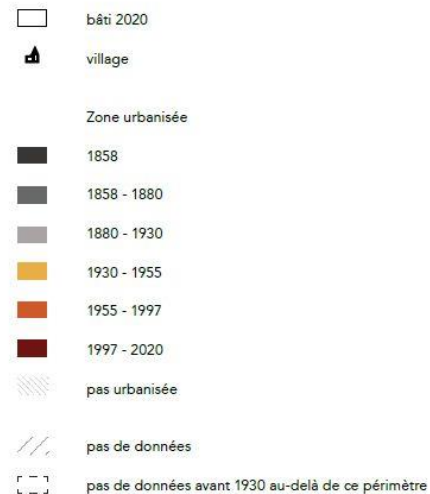 bâti 2020
village
Zone urbanisée
1858
1858 - 1880
1880 - 1930
1930 - 1955
1955 - 1997
1997 - 2020
pas urbanisée
pas de données
pas de données avant 1930 au-delà de ce périmètre